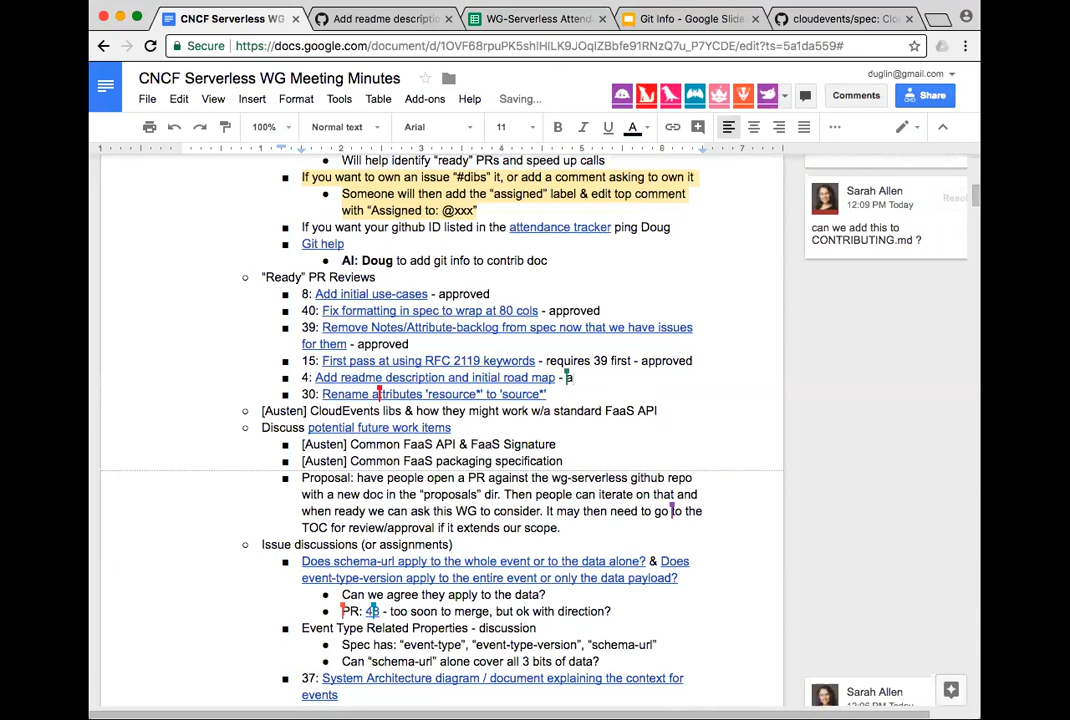 CNCF Serverless WG
Add readme descriptio
WG-Serverless Attend
Git Info - Google Slide
cloudevents/spec: Clo
Secure https://docs.google.com/document/d/1OVF68rpuPK5shlHlLK9JOqlZBbfe91RNzQ7u_P7YCDE/edit?ts=5a1da559#
CNCF Serverless WG Meeting Minutes
duglin@gmail.com
File Edit View Insert Format Tools Table Add-ons Help Saving...
Comments Share
100% Normal text Arial 11
1 1 2 3 4 5 6 7
Will help identify “ready” PRs and speed up calls
If you want to own an issue “#dibs” it, or add a comment asking to own it
Someone will then add the “assigned” label & edit top comment
with “Assigned to: @xxx”
If you want your github ID listed in the attendance tracker ping Doug
Git help
AI: Doug to add git info to contrib doc
“Ready” PR Reviews
8: Add initial use-cases - approved
40: Fix formatting in spec to wrap at 80 cols - approved
39: Remove Notes/Attribute-backlog from spec now that we have issues
for them - approved
15: First pass at using RFC 2119 keywords - requires 39 first - approved
4: Add readme description and initial road map - a
30: Rename attributes 'resource*' to 'source*'
[Austen] CloudEvents libs & how they might work w/a standard FaaS API
Discuss potential future work items
[Austen] Common FaaS API & FaaS Signature
[Austen] Common FaaS packaging specification
Proposal: have people open a PR against the wg-serverless github repo
with a new doc in the “proposals” dir. Then people can iterate on that and
when ready we can ask this WG to consider. It may then need to go to the
TOC for review/approval if it extends our scope.
Issue discussions (or assignments)
Does schema-url apply to the whole event or to the data alone? & Does
event-type-version apply to the entire event or only the data payload?
Can we agree they apply to the data?
PR: - too soon to merge, but ok with direction?
Event Type Related Properties - discussion
Spec has: “event-type”, “event-type-version”, “schema-url”
Can “schema-url” alone cover all 3 bits of data?
37: System Architecture diagram / document explaining the context for
events
Sarah Allen
12:09 PM Today
can we add this to
CONTRIBUTING.md ?
Sarah Allen
12:06 PM Today